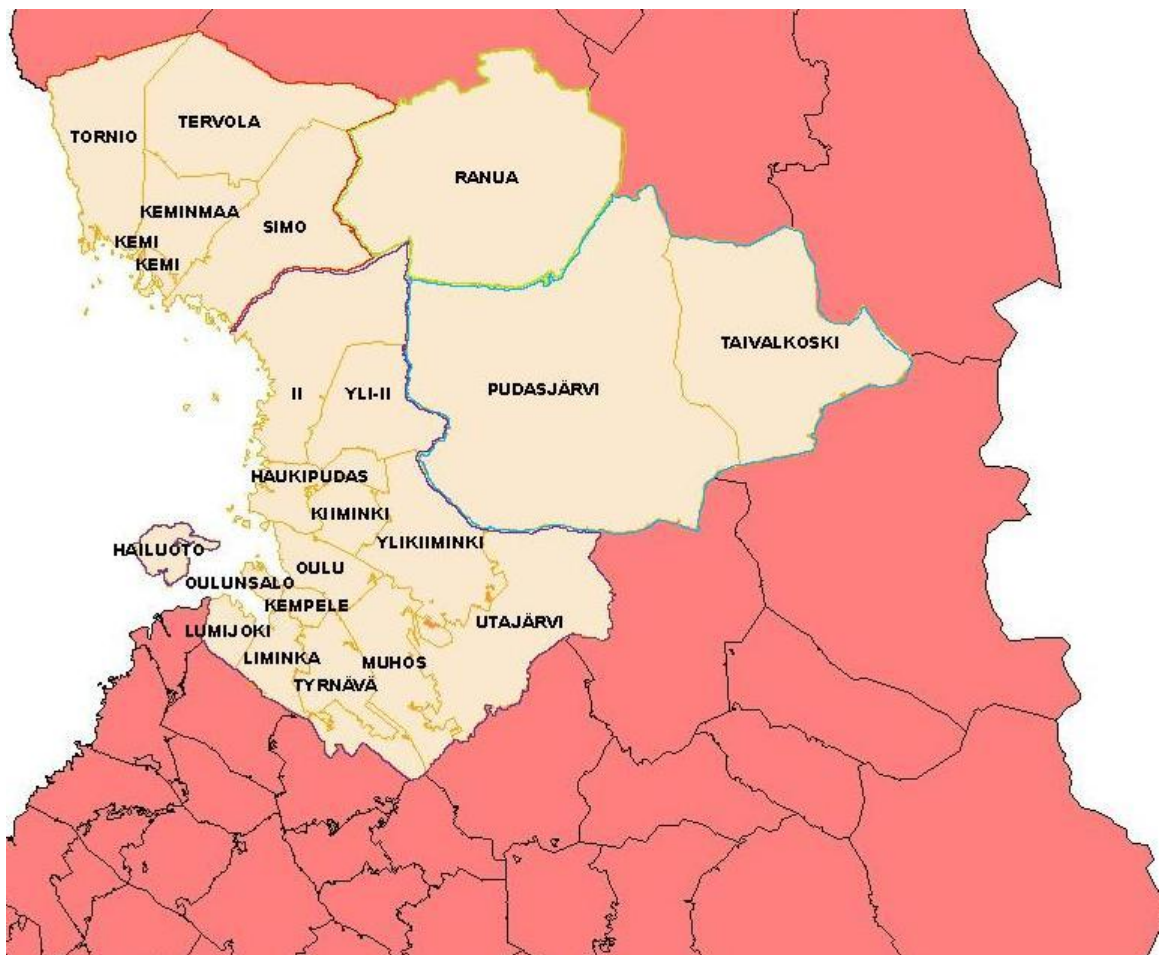 TERVOLA
TORNIO
RANUA
KEMINMAA
SIMO
KEMI
KEMI
TAIVALKOSKI
PUDASJÄRVI
II
YLI-II
HAUKIPUDAS
KIIMINKI
YLIKIIMINKI
HAILUOTO
OULU
OULUNSALO
KEMPELE
UTAJÄRVI
LUMIJOKI
LIMINKA
MUHOS
TYRNÄVÄ